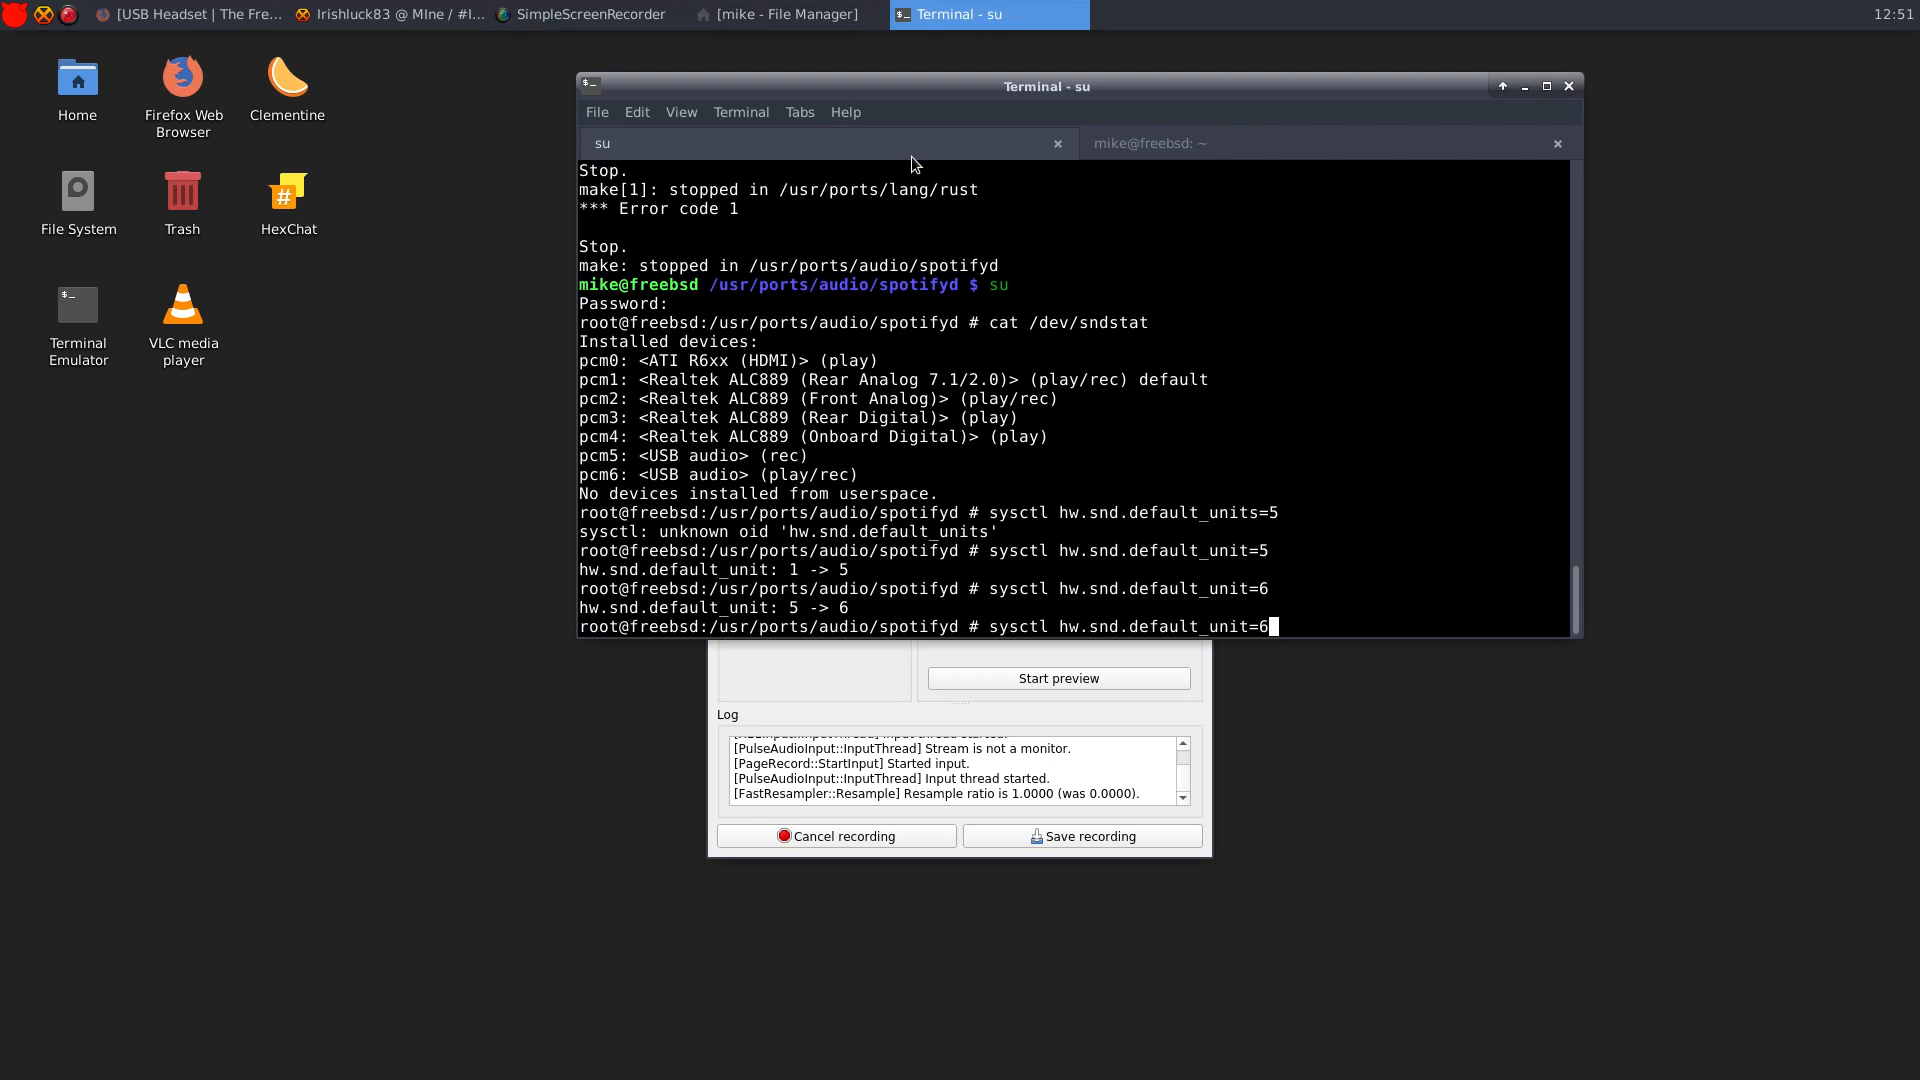 [USB Headset | The Fre... Irishluck83 @ MIne / #I... SimpleScreenRecorder [mike - File Manager] Terminal - su 12:51
Home
Firefox Web
Browser
Clementine
File System
Trash
HexChat
Terminal
Emulator
VLC media
player
Terminal - su
File Edit View Terminal Tabs Help
su
mike@freebsd: ~
Stop.
make[1]: stopped in /usr/ports/lang/rust
*** Error code 1
Stop.
make: stopped in /usr/ports/audio/spotifyd
mike@freebsd /usr/ports/audio/spotifyd $ su
Password:
root@freebsd:/usr/ports/audio/spotifyd # cat /dev/sndstat
Installed devices:
pcm0: <ATI R6xx (HDMI)> (play)
pcm1: <Realtek ALC889 (Rear Analog 7.1/2.0)> (play/rec) default
pcm2: <Realtek ALC889 (Front Analog)> (play/rec)
pcm3: <Realtek ALC889 (Rear Digital)> (play)
pcm4: <Realtek ALC889 (Onboard Digital)> (play)
pcm5: <USB audio> (rec)
pcm6: <USB audio> (play/rec)
No devices installed from userspace.
root@freebsd:/usr/ports/audio/spotifyd # sysctl hw.snd.default_units=5
sysctl: unknown oid 'hw.snd.default_units'
root@freebsd:/usr/ports/audio/spotifyd # sysctl hw.snd.default_unit=5
hw.snd.default_unit: 1 -> 5
root@freebsd:/usr/ports/audio/spotifyd # sysctl hw.snd.default_unit=6
hw.snd.default_unit: 5 -> 6
root@freebsd:/usr/ports/audio/spotifyd # sysctl hw.snd.default_unit=6
Start preview
Log
[PulseAudioInput::InputThread] Stream is not a monitor.
[PageRecord::StartInput] Started input.
[PulseAudioInput::InputThread] Input thread started.
[FastResampler::Resample] Resample ratio is 1.0000 (was 0.0000).
Cancel recording
Save recording